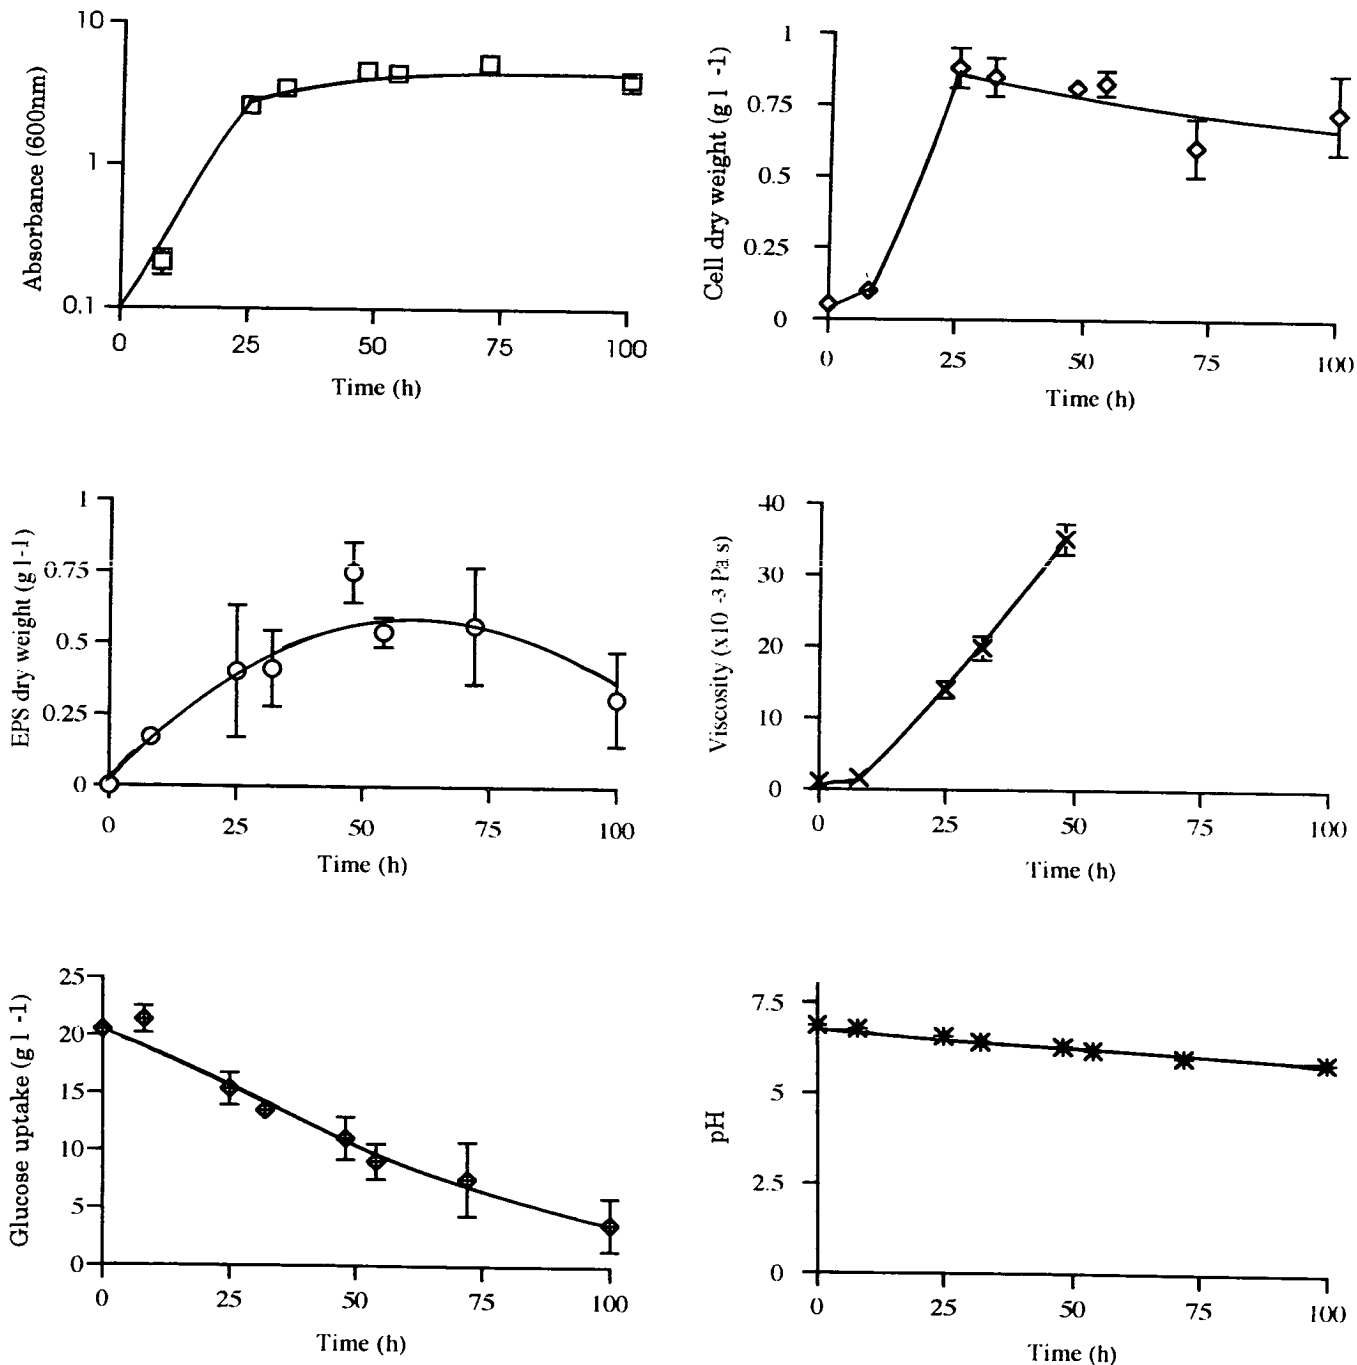 10
1
0.1
Absorbance (600nm)
0 25 50 75 100
Time (h)
1
0.75
0.5
0.25
0
Cell dry weight (g l -1)
0 25 50 75 100
Time (h)
1
0.75
0.5
0.25
0
EPS dry weight (g l -1)
0 25 50 75 100
Time (h)
40
30
20
10
0
Viscosity (x10 -3 Pa s)
0 25 50 75 100
Time (h)
25
20
15
10
5
0
Glucose uptake (g l -1)
0 25 50 75 100
Time (h)
7.5
5
2.5
0
pH
0 25 50 75 100
Time (h)